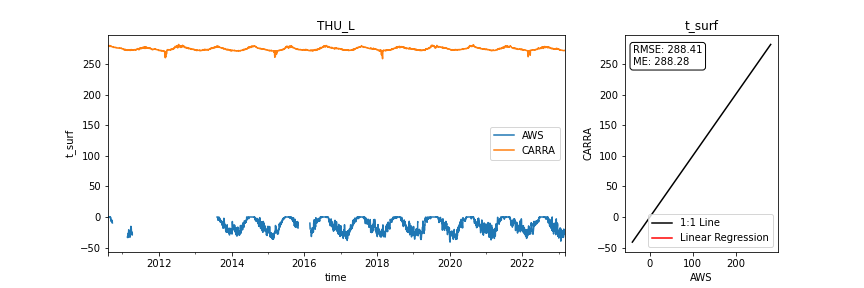 THU_L
t_surf
250
200
150
100
50
0
−50
2012
2014
2016
2018
2020
2022
time
AWS
CARRA
t_surf
CARRA
250
200
150
100
50
0
−50
0
100
200
AWS
RMSE: 288.41
ME: 288.28
1:1 Line
Linear Regression